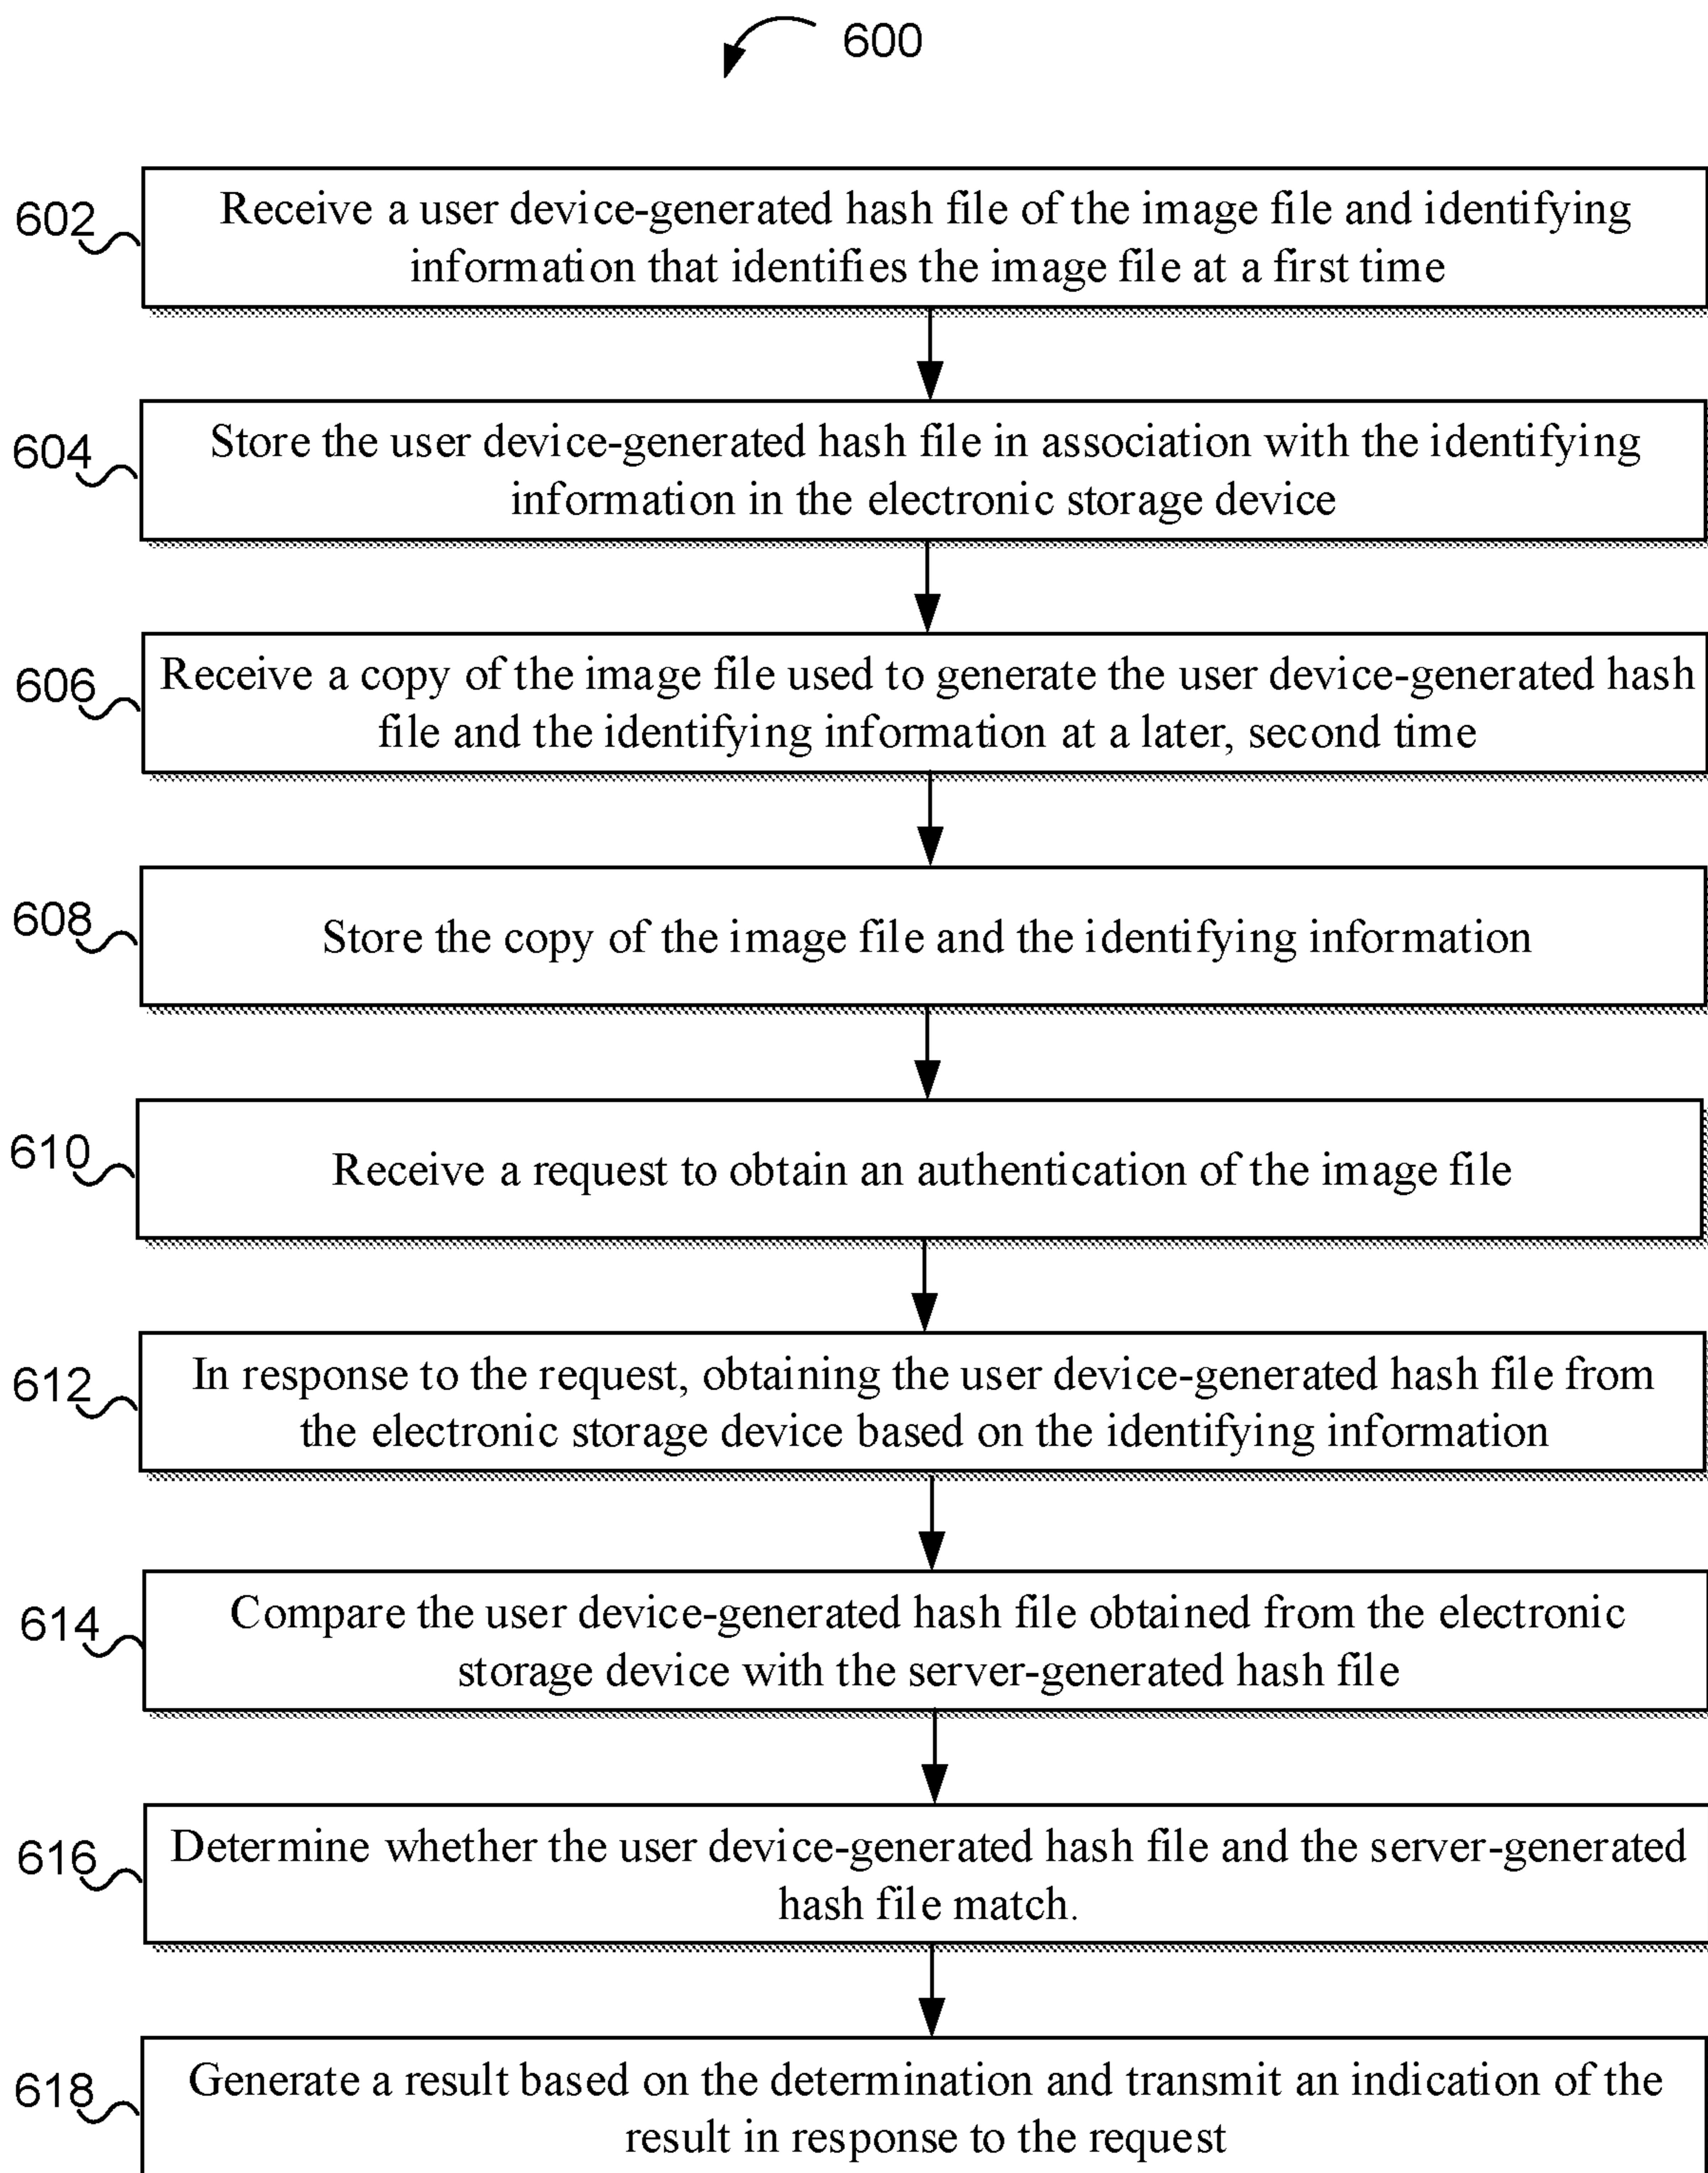 600
602
Receive a user device-generated hash file of the image file and identifying
information that identifies the image file at a first time
604
Store the user device-generated hash file in association with the identifying
information in the electronic storage device
606
Receive a copy of the image file used to generate the user device-generated hash
file and the identifying information at a later, second time
608
Store the copy of the image file and the identifying information
610
Receive a request to obtain an authentication of the image file
612
In response to the request, obtaining the user device-generated hash file from
the electronic storage device based on the identifying information
614
Compare the user device-generated hash file obtained from the electronic
storage device with the server-generated hash file
616
Determine whether the user device-generated hash file and the server-generated
hash file match.
618
Generate a result based on the determination and transmit an indication of the
result in response to the request